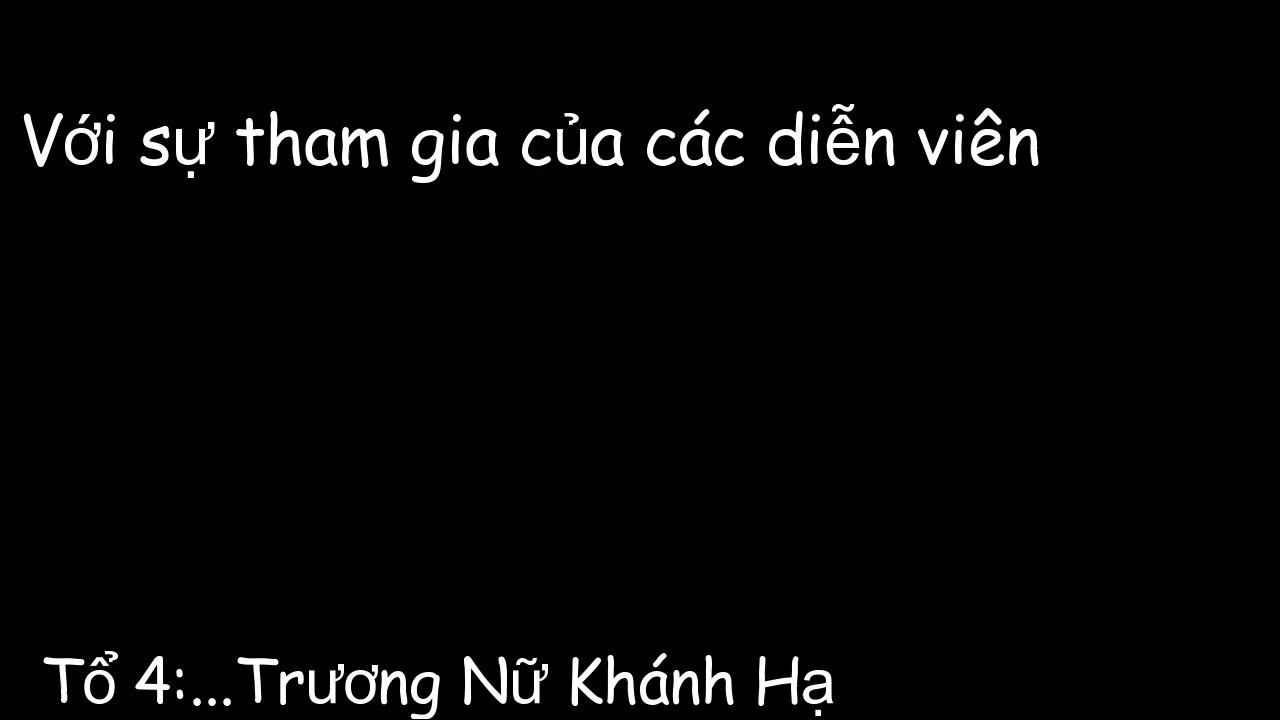 Với sự tham gia của các diễn viên
Tổ 4:...Trương Nữ Khánh Hạ